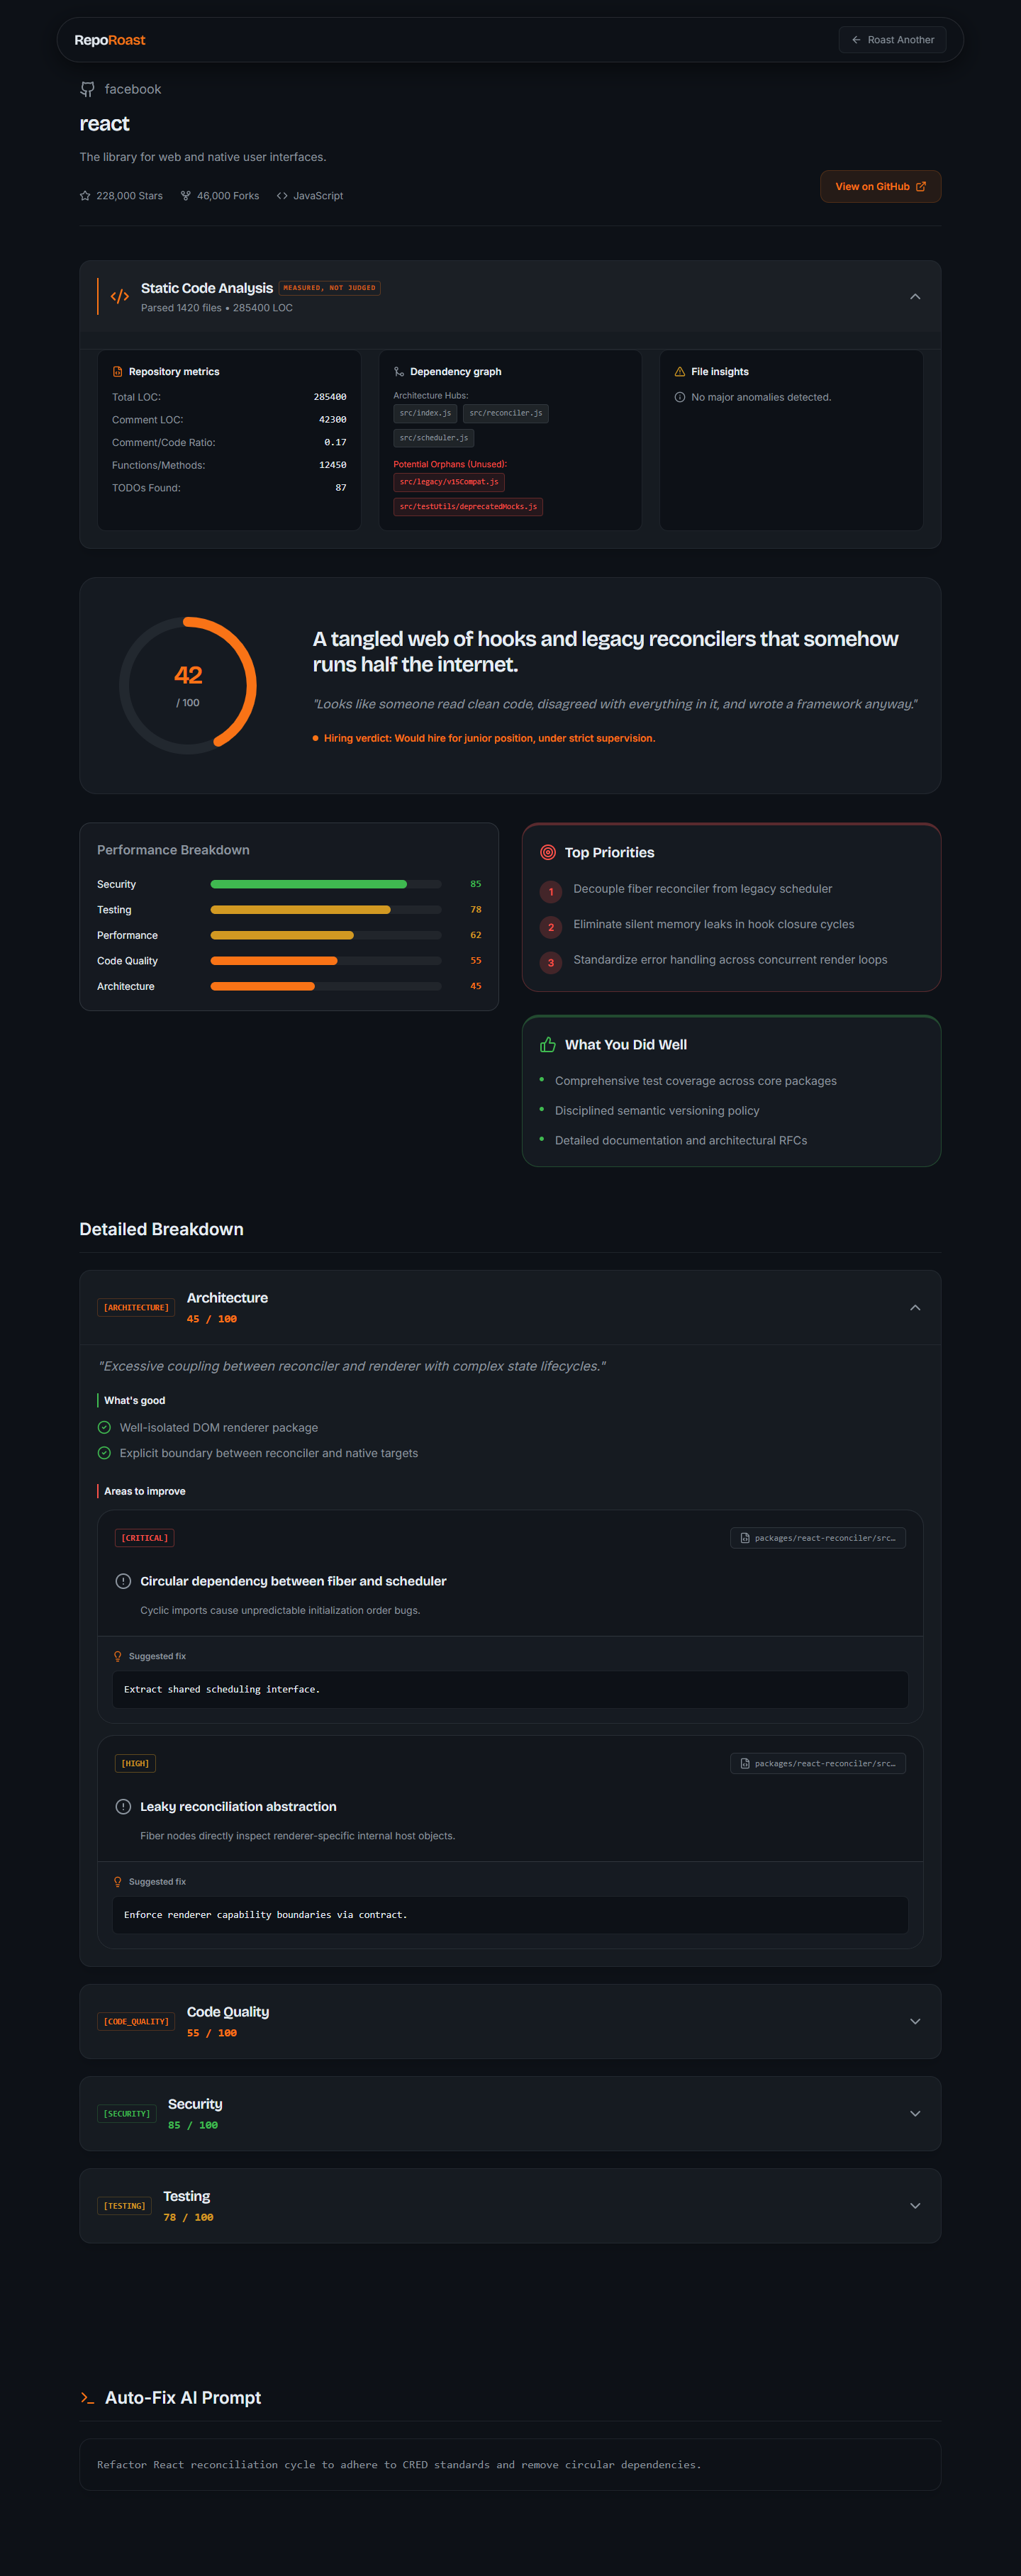 RepoRoast
Roast Another
facebook
react
The library for web and native user interfaces.
228,000 Stars
46,000 Forks
JavaScript
View on GitHub
Static Code Analysis
MEASURED, NOT JUDGED
Parsed 1420 files • 285400 LOC
Repository metrics
Total LOC: 285400
Comment LOC: 42300
Comment/Code Ratio: 0.17
Functions/Methods: 12450
TODOs Found: 87
Dependency graph
Architecture Hubs:
src/index.js
src/reconciler.js
src/scheduler.js
Potential Orphans (Unused):
src/legacy/v15Compat.js
src/testUtils/deprecatedMocks.js
File insights
No major anomalies detected.
42
/ 100
A tangled web of hooks and legacy reconcilers that somehow
runs half the internet.
"Looks like someone read clean code, disagreed with everything in it, and wrote a framework anyway."
Hiring verdict: Would hire for junior position, under strict supervision.
Performance Breakdown
Security 85
Testing 78
Performance 62
Code Quality 55
Architecture 45
Top Priorities
1 Decouple fiber reconciler from legacy scheduler
2 Eliminate silent memory leaks in hook closure cycles
3 Standardize error handling across concurrent render loops
What You Did Well
• Comprehensive test coverage across core packages
• Disciplined semantic versioning policy
• Detailed documentation and architectural RFCs
Detailed Breakdown
[ARCHITECTURE]
Architecture
45 / 100
"Excessive coupling between reconciler and renderer with complex state lifecycles."
What's good
Well-isolated DOM renderer package
Explicit boundary between reconciler and native targets
Areas to improve
[CRITICAL]
packages/react-reconciler/src…
Circular dependency between fiber and scheduler
Cyclic imports cause unpredictable initialization order bugs.
Suggested fix
Extract shared scheduling interface.
[HIGH]
packages/react-reconciler/src…
Leaky reconciliation abstraction
Fiber nodes directly inspect renderer-specific internal host objects.
Suggested fix
Enforce renderer capability boundaries via contract.
[CODE_QUALITY]
Code Quality
55 / 100
[SECURITY]
Security
85 / 100
[TESTING]
Testing
78 / 100
Auto-Fix AI Prompt
Refactor React reconciliation cycle to adhere to CRED standards and remove circular dependencies.